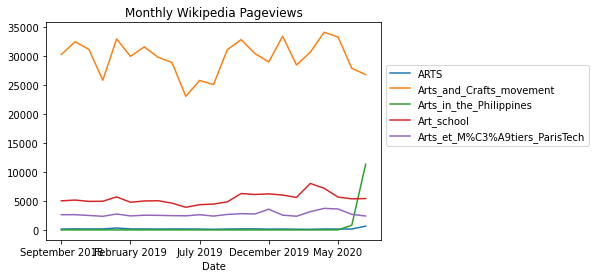 Monthly Wikipedia Pageviews
35000
30000
25000
20000
15000
10000
5000
0
September 2018 February 2019 July 2019 December 2019 May 2020
Date
ARTS
Arts_and_Crafts_movement
Arts_in_the_Philippines
Art_school
Arts_et_M%C3%A9tiers_ParisTech